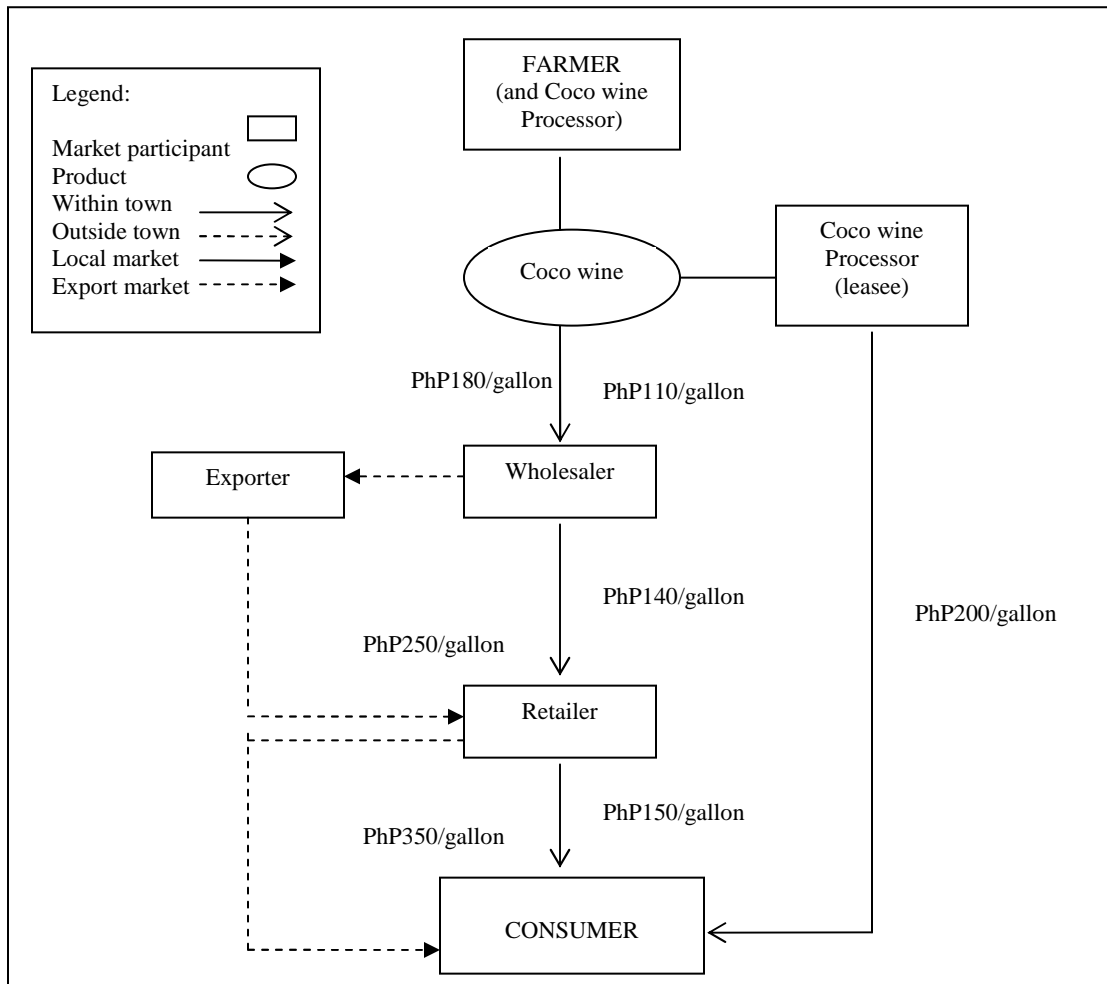 FARMER
(and Coco wine
Processor)
Legend:
Market participant
Product
Within town
Outside town
Local market
Export market
Coco wine
Processor
(leasee)
Coco wine
PhP180/gallon
PhP110/gallon
Exporter
Wholesaler
PhP140/gallon
PhP200/gallon
PhP250/gallon
Retailer
PhP150/gallon
PhP350/gallon
CONSUMER